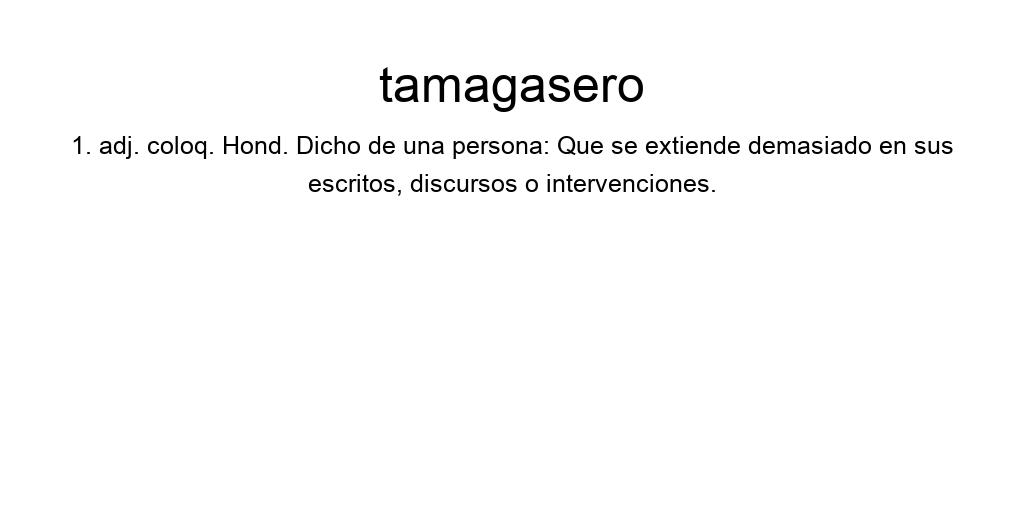 tamagasero
1. adj. coloq. Hond. Dicho de una persona: Que se extiende demasiado en sus
escritos, discursos o intervenciones.